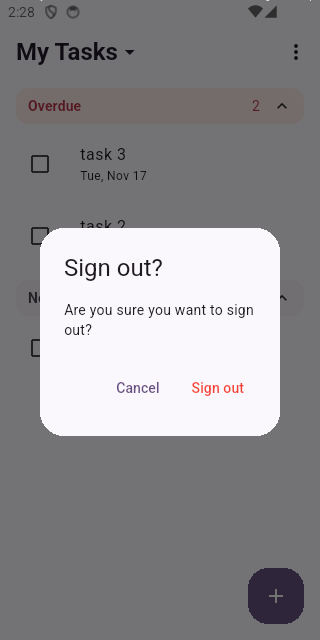 2:28
My Tasks
Overdue 2
task 3
Tue, Nov 17
task 2
Sign out?
Are you sure you want to sign
out?
Cancel Sign out